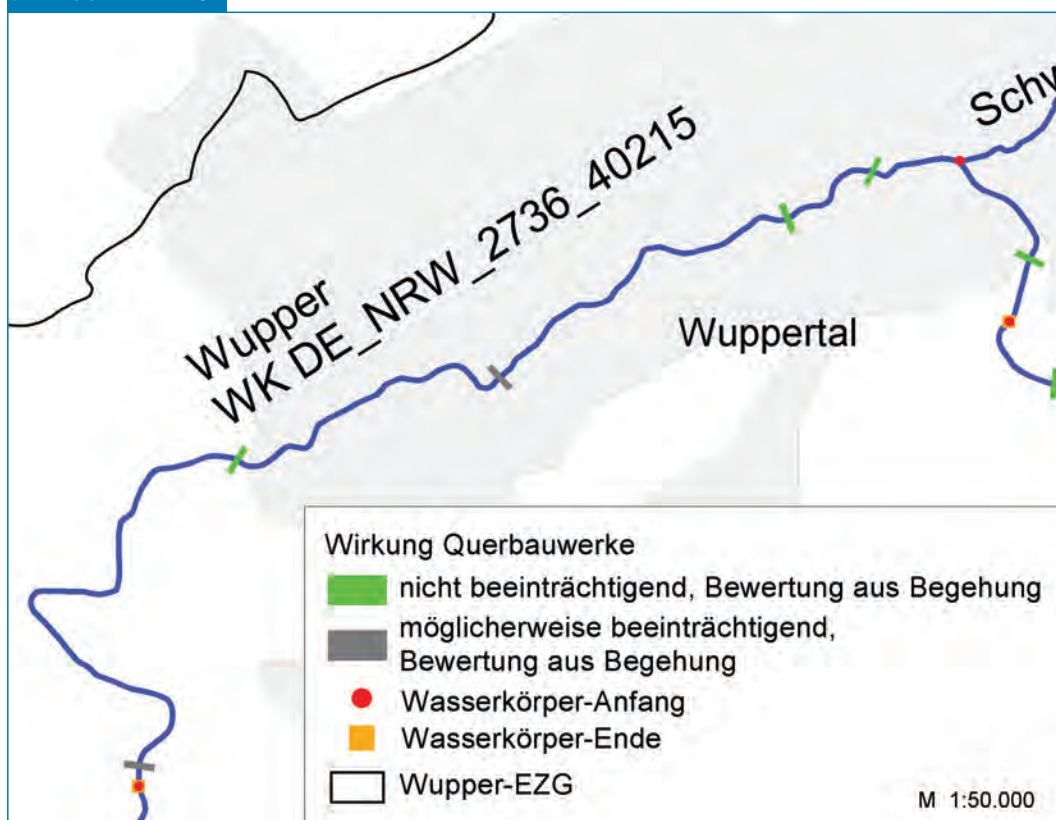 Schw
Wupper
WK DE_NRW_2736_40215
Wuppertal
Wirkung Querbauwerke
nicht beeinträchtigend, Bewertung aus Begehung
möglicherweise beeinträchtigend,
Bewertung aus Begehung
Wasserkörper-Anfang
Wasserkörper-Ende
Wupper-EZG
M 1:50.000